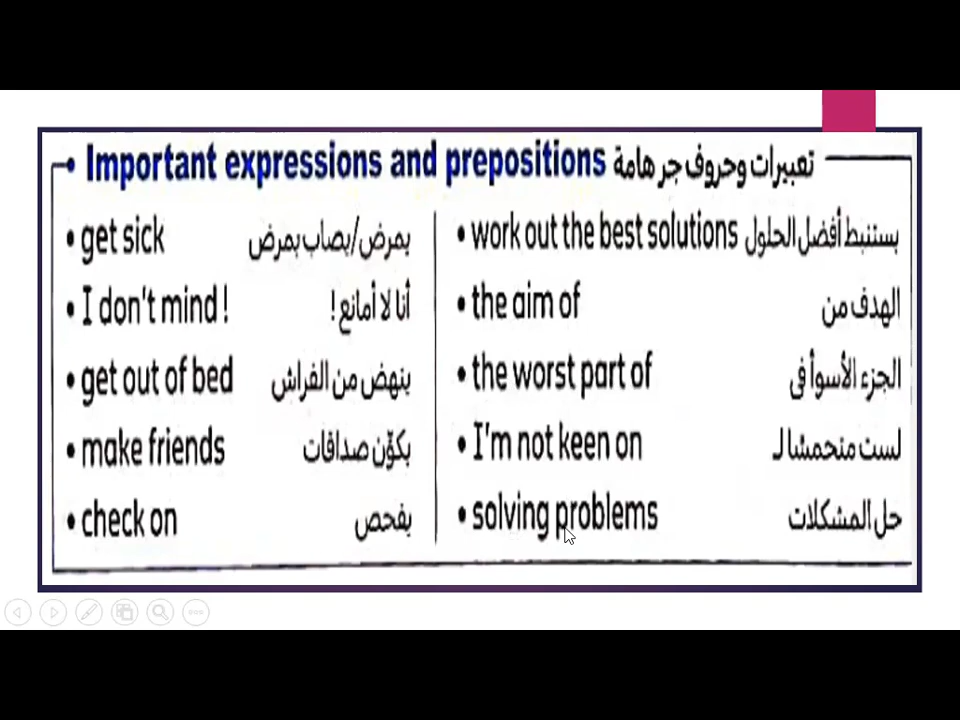 • Important expressions and prepositions تعبيرات وحروف جر هامة
• get sick يمرض/يصاب بمرض
• I don't mind ! أنا لا أمانع !
• get out of bed ينهض من الفراش
• make friends يكوّن صداقات
• check on يفحص
• work out the best solutions يستنبط أفضل الحلول
• the aim of الهدف من
• the worst part of الجزء الأسوأ فى
• I'm not keen on لست متحمسًا لـ
• solving problems حل المشكلات